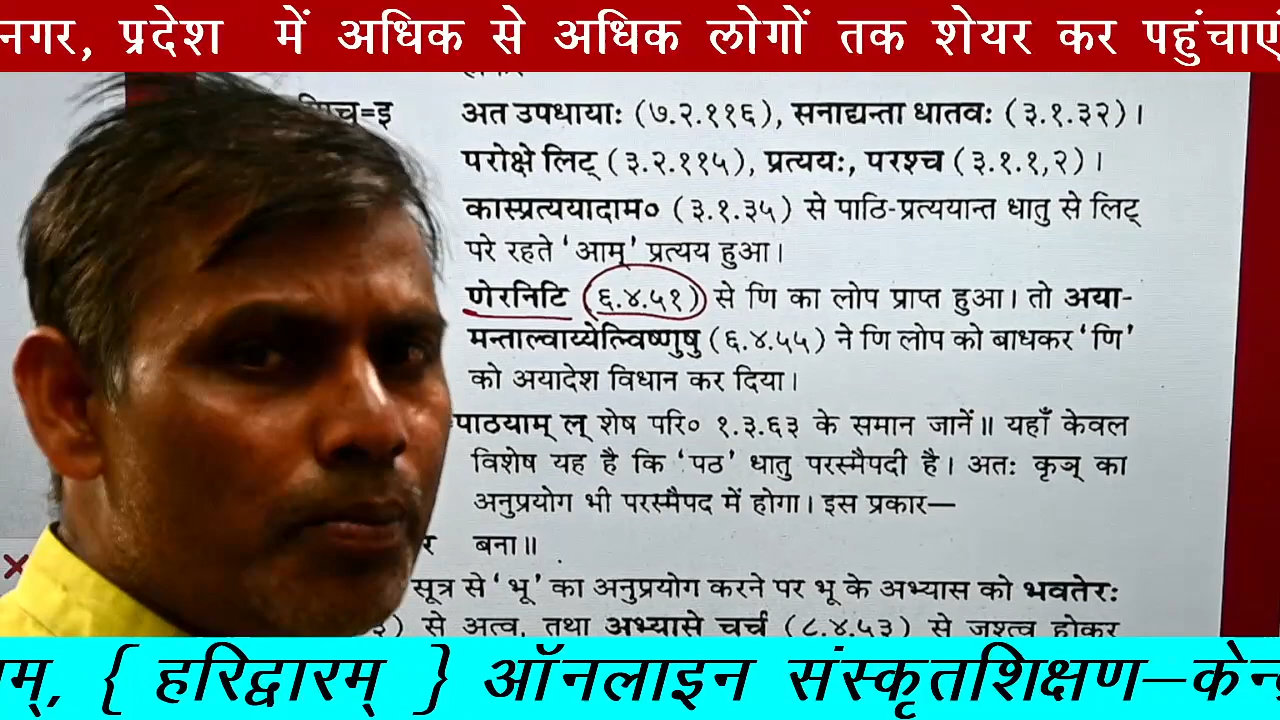 नगर, प्रदेश में अधिक से अधिक लोगों तक शेयर कर पहुंचाएं
अत उपधायाः (७.२.११६), सनाद्यन्ता धातवः (३.१.३२)।
परोक्षे लिट् (३.२.११५), प्रत्ययः, परश्च (३.१.१,२)।
कास्प्रत्ययादाम० (३.१.३५) से पाठि-प्रत्ययान्त धातु से लिट्
परे रहते 'आम्' प्रत्यय हुआ।
णेरनिटि (६.४.५१) से णि का लोप प्राप्त हुआ। तो अया-
मन्ताल्वाय्येत्न्विष्णुषु (६.४.५५) ने णि लोप को बाधकर 'णि'
को अयादेश विधान कर दिया।
पाठयाम् ल् शेष परि० १.३.६३ के समान जानें॥ यहाँ केवल
विशेष यह है कि 'पठ' धातु परस्मैपदी है। अतः कृञ् का
अनुप्रयोग भी परस्मैपद में होगा। इस प्रकार—
बना॥
सूत्र से 'भू' का अनुप्रयोग करने पर भू के अभ्यास को भवतेरः
से अत्व, तथा अभ्यासे चर्च (८.४.५३) से जश्त्व होकर
{ हरिद्वारम् } ऑनलाइन संस्कृतशिक्षण–केन्द्र